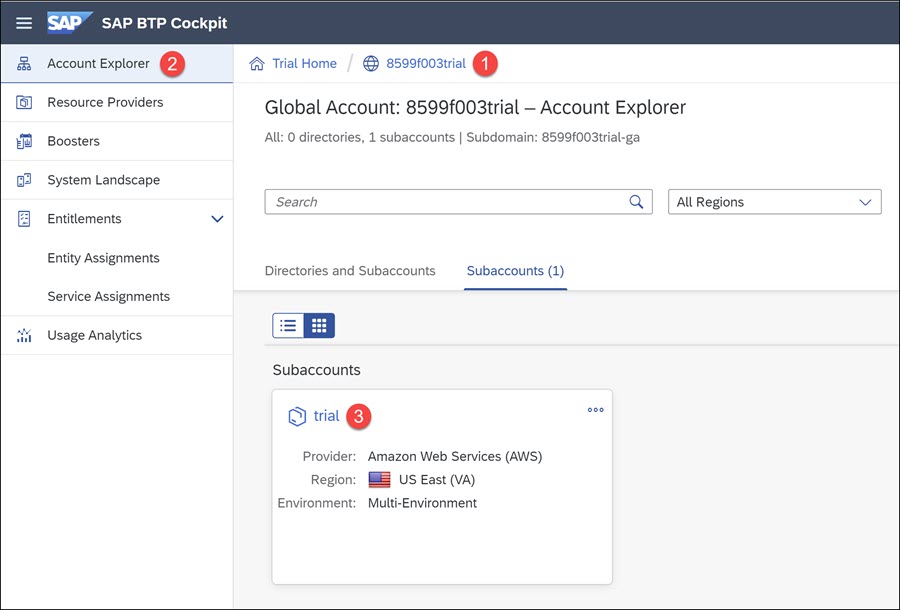 SAP SAP BTP Cockpit
Account Explorer 2
Resource Providers
Boosters
System Landscape
Entitlements
Entity Assignments
Service Assignments
Usage Analytics
Trial Home / 8599f003trial 1
Global Account: 8599f003trial – Account Explorer
All: 0 directories, 1 subaccounts | Subdomain: 8599f003trial-ga
Search
All Regions
Directories and Subaccounts
Subaccounts (1)
Subaccounts
trial 3
Provider: Amazon Web Services (AWS)
Region: US East (VA)
Environment: Multi-Environment